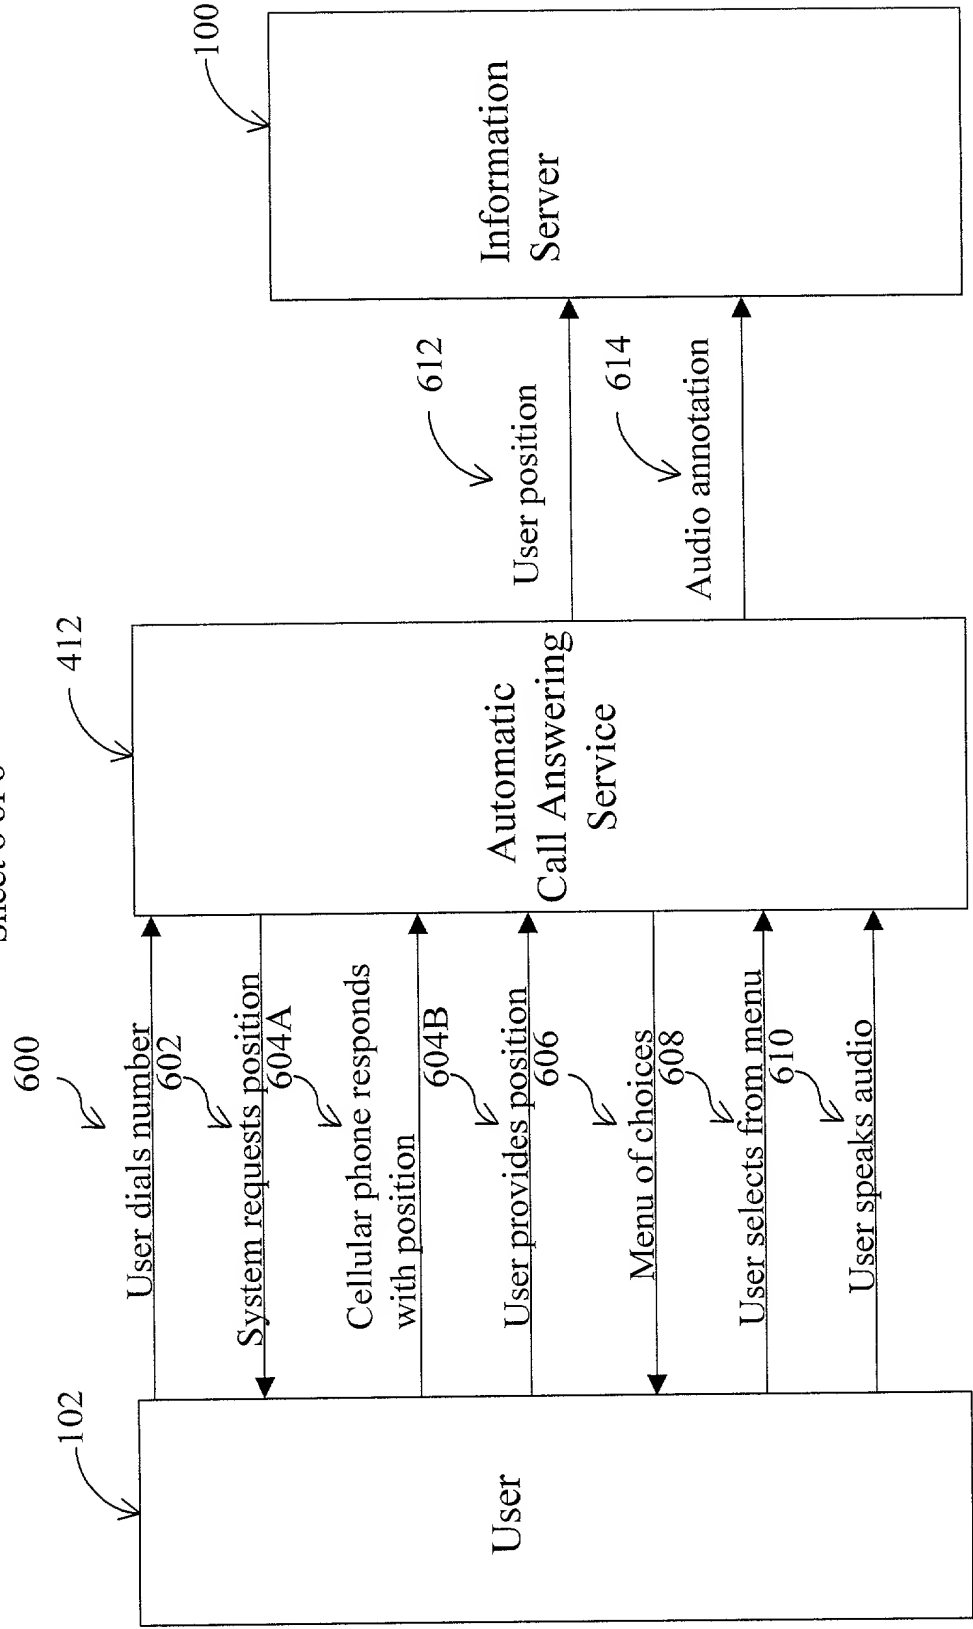 Sheet of
600
102
412
100
User dials number
602
System requests position
604A
Cellular phone responds
with position
604B
User provides position
606
Menu of choices
608
User selects from menu
610
User speaks audio
User
Automatic
Call Answering
Service
612
User position
614
Audio annotation
Information
Server